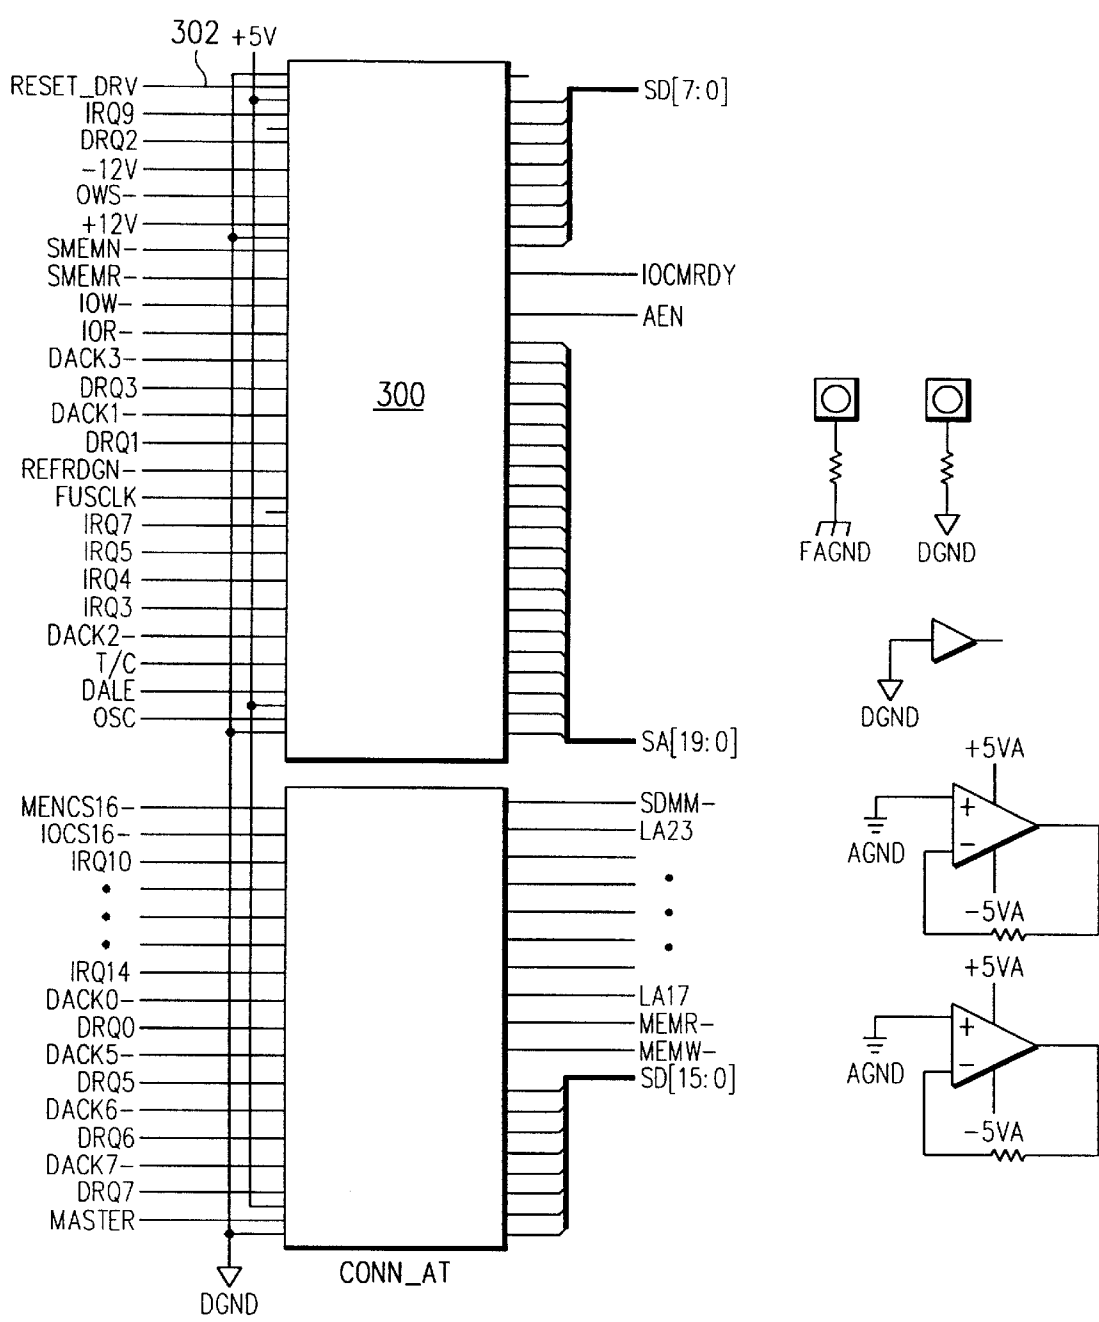 302
+5V
RESET_DRV
IRQ9
DRQ2
-12V
OWS-
+12V
SMEMN-
SMEMR-
IOW-
IOR-
DACK3-
DRQ3
DACK1-
DRQ1
REFRDGN-
FUSCLK
IRQ7
IRQ5
IRQ4
IRQ3
DACK2-
T/C
DALE
OSC
300
SD[7:0]
IOCMRDY
AEN
SA[19:0]
MENCS16-
IOCS16-
IRQ10
IRQ14
DACK0-
DRQ0
DACK5-
DRQ5
DACK6-
DRQ6
DACK7-
DRQ7
MASTER
DGND
CONN_AT
SDMM-
LA23
LA17
MEMR-
MEMW-
SD[15:0]
FAGND
DGND
DGND
+5VA
+
AGND
-
-5VA
+5VA
+
AGND
-
-5VA